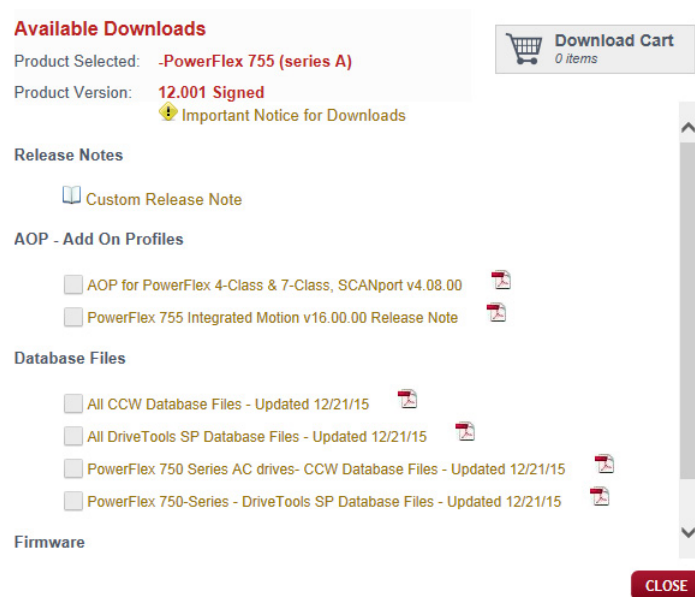 Available Downloads
Download Cart
0 items
Product Selected: -PowerFlex 755 (series A)
Product Version: 12.001 Signed
Important Notice for Downloads
Release Notes
Custom Release Note
AOP - Add On Profiles
AOP for PowerFlex 4-Class & 7-Class, SCANport v4.08.00
PowerFlex 755 Integrated Motion v16.00.00 Release Note
Database Files
All CCW Database Files - Updated 12/21/15
All DriveTools SP Database Files - Updated 12/21/15
PowerFlex 750 Series AC drives- CCW Database Files - Updated 12/21/15
PowerFlex 750-Series - DriveTools SP Database Files - Updated 12/21/15
Firmware
CLOSE